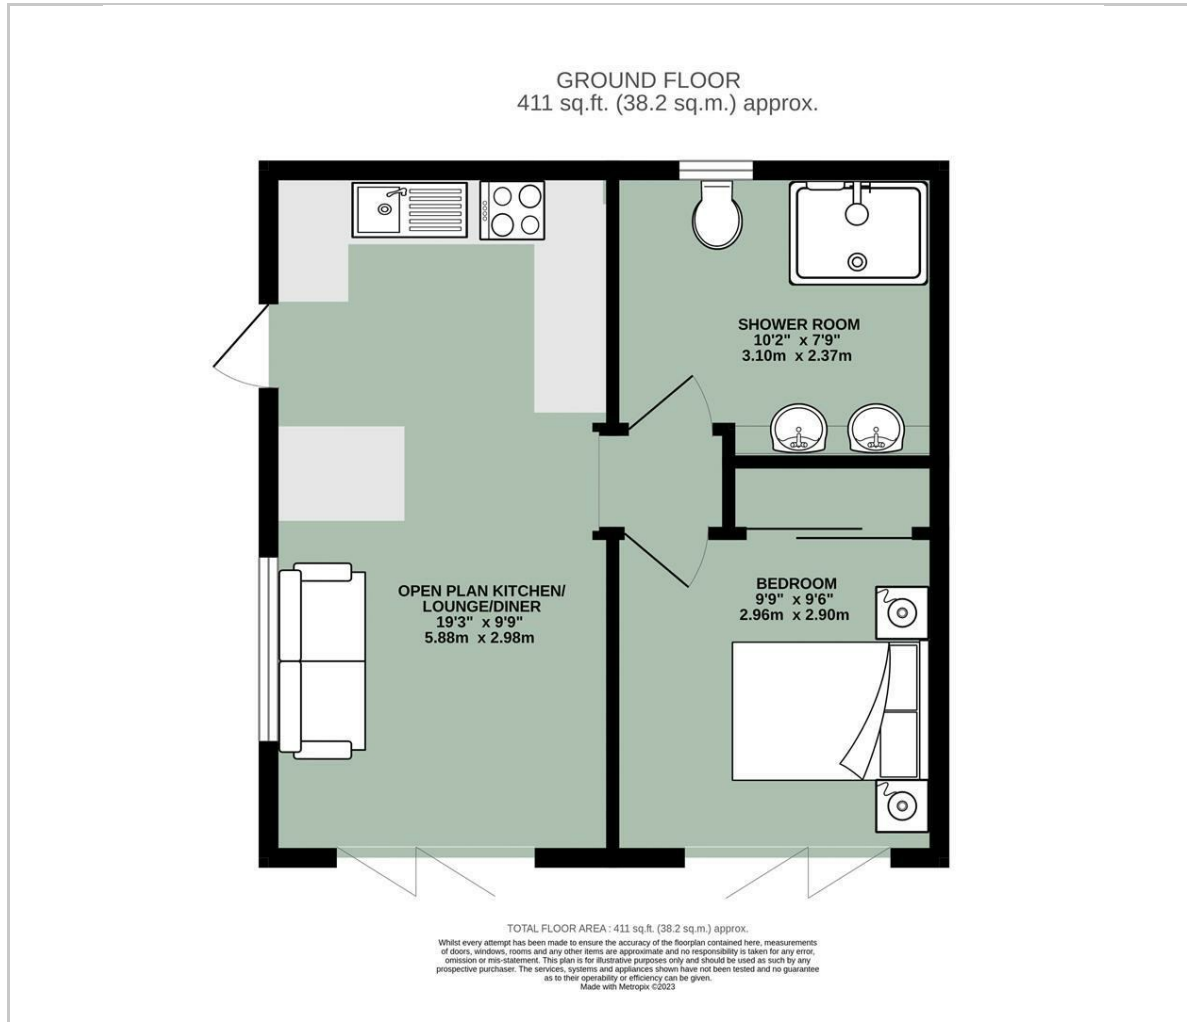 GROUND FLOOR
411 sq.ft. (38.2 sq.m.) approx.
SHOWER ROOM
10'2" x 7'9"
3.10m x 2.37m
OPEN PLAN KITCHEN/
LOUNGE/DINER
19'3" x 9'9"
5.88m x 2.98m
BEDROOM
9'9" x 9'6"
2.96m x 2.90m
TOTAL FLOOR AREA : 411 sq.ft. (38.2 sq.m.) approx.
Whilst every attempt has been made to ensure the accuracy of the floorplan contained here, measurements
of doors, windows, rooms and any other items are approximate and no responsibility is taken for any error,
omission or mis-statement. This plan is for illustrative purposes only and should be used as such by any
prospective purchaser. The services, systems and appliances shown have not been tested and no guarantee
as to their operability or efficiency can be given.
Made with Metropix ©2023